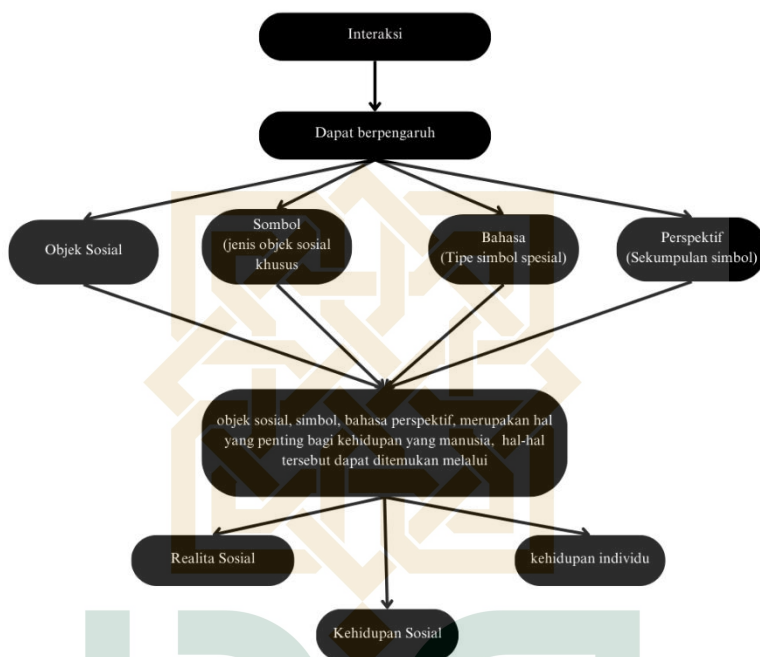 Interaksi
Dapat berpengaruh
Objek Sosial
Sombol
(jenis objek sosial
khusus
Bahasa
(Tipe simbol spesial)
Perspektif
(Sekumpulan simbol)
objek sosial, simbol, bahasa perspektif, merupakan hal
yang penting bagi kehidupan yang manusia, hal-hal
tersebut dapat ditemukan melalui
Realita Sosial
kehidupan individu
Kehidupan Sosial